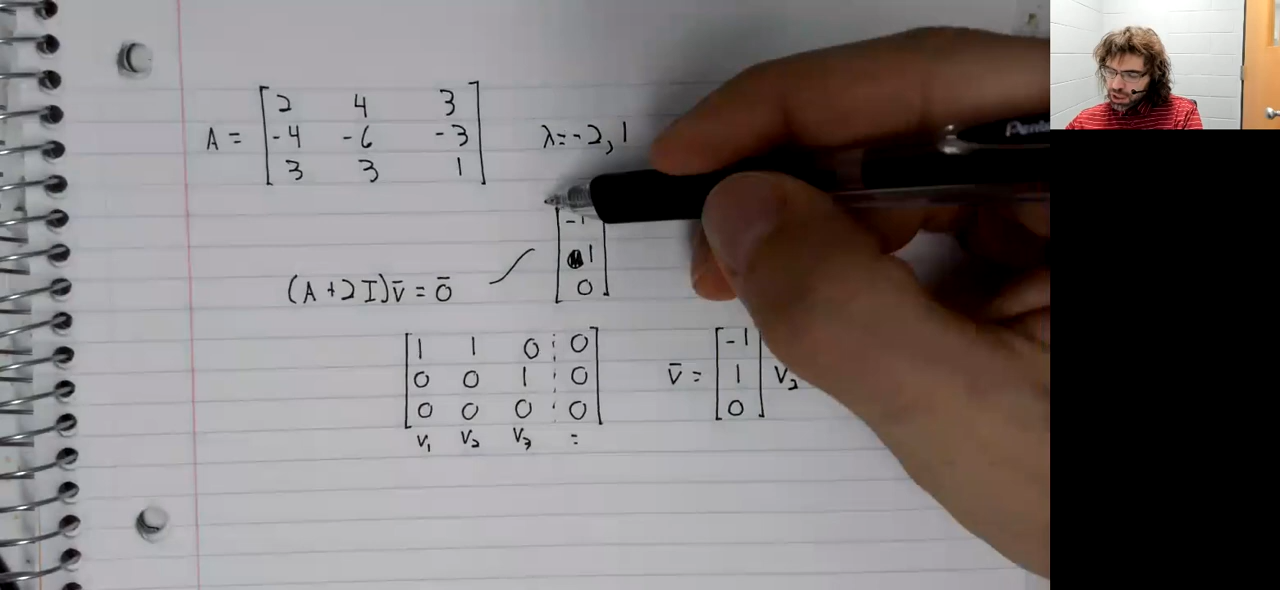 A = [ 2 4 3
-4 -6 -3
3 3 1 ]
λ = -2, 1
[ -1
1
0 ]
(A + 2I)v̄ = 0̄
[ 1 1 0 ⋮ 0
0 0 1 ⋮ 0
0 0 0 ⋮ 0 ]
v₁ v₂ v₃ =
v̄ = [ -1
1
0 ] v₂
Pentel